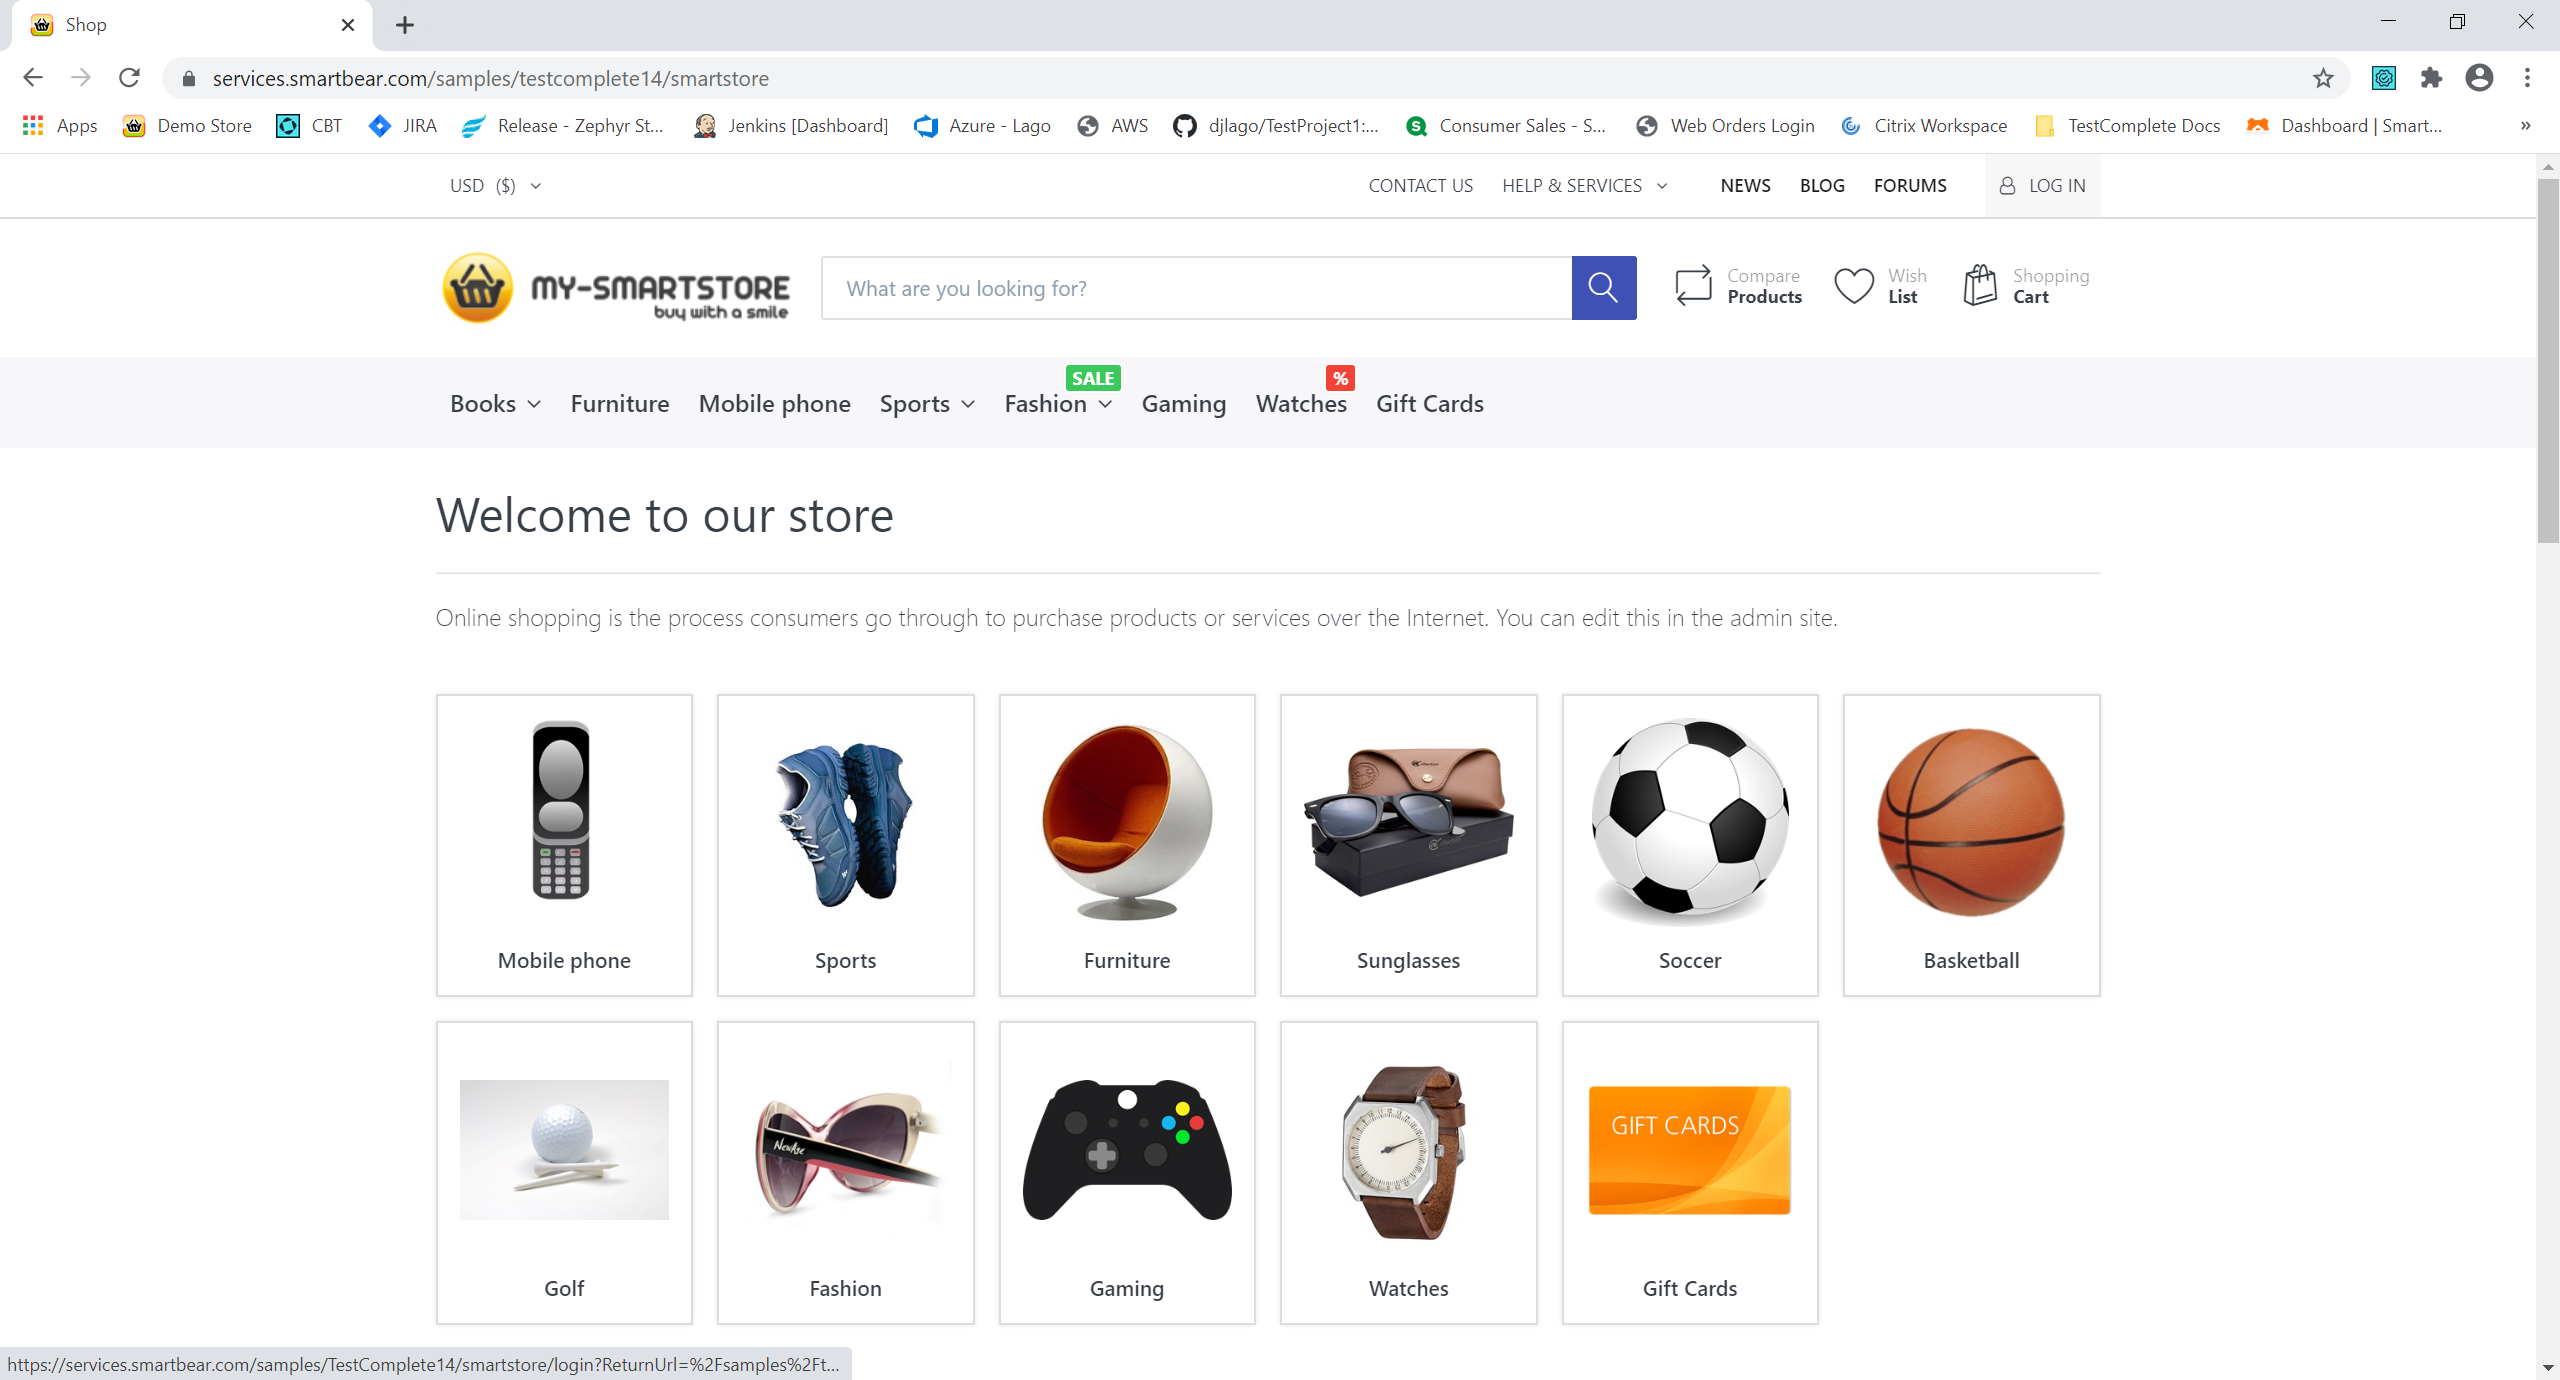 Shop
services.smartbear.com/samples/testcomplete14/smartstore
Apps Demo Store CBT JIRA Release - Zephyr St... Jenkins [Dashboard] Azure - Lago AWS djlago/TestProject1:... Consumer Sales - S... Web Orders Login Citrix Workspace TestComplete Docs Dashboard | Smart... »
USD ($) CONTACT US HELP & SERVICES NEWS BLOG FORUMS LOG IN
MY-SMARTSTORE
buy with a smile
What are you looking for?
Compare
Products
Wish
List
Shopping
Cart
SALE %
Books Furniture Mobile phone Sports Fashion Gaming Watches Gift Cards
Welcome to our store
Online shopping is the process consumers go through to purchase products or services over the Internet. You can edit this in the admin site.
Mobile phone Sports Furniture Sunglasses Soccer Basketball
NewAge
GIFT CARDS
Golf Fashion Gaming Watches Gift Cards
https://services.smartbear.com/samples/TestComplete14/smartstore/login?ReturnUrl=%2Fsamples%2Ft...